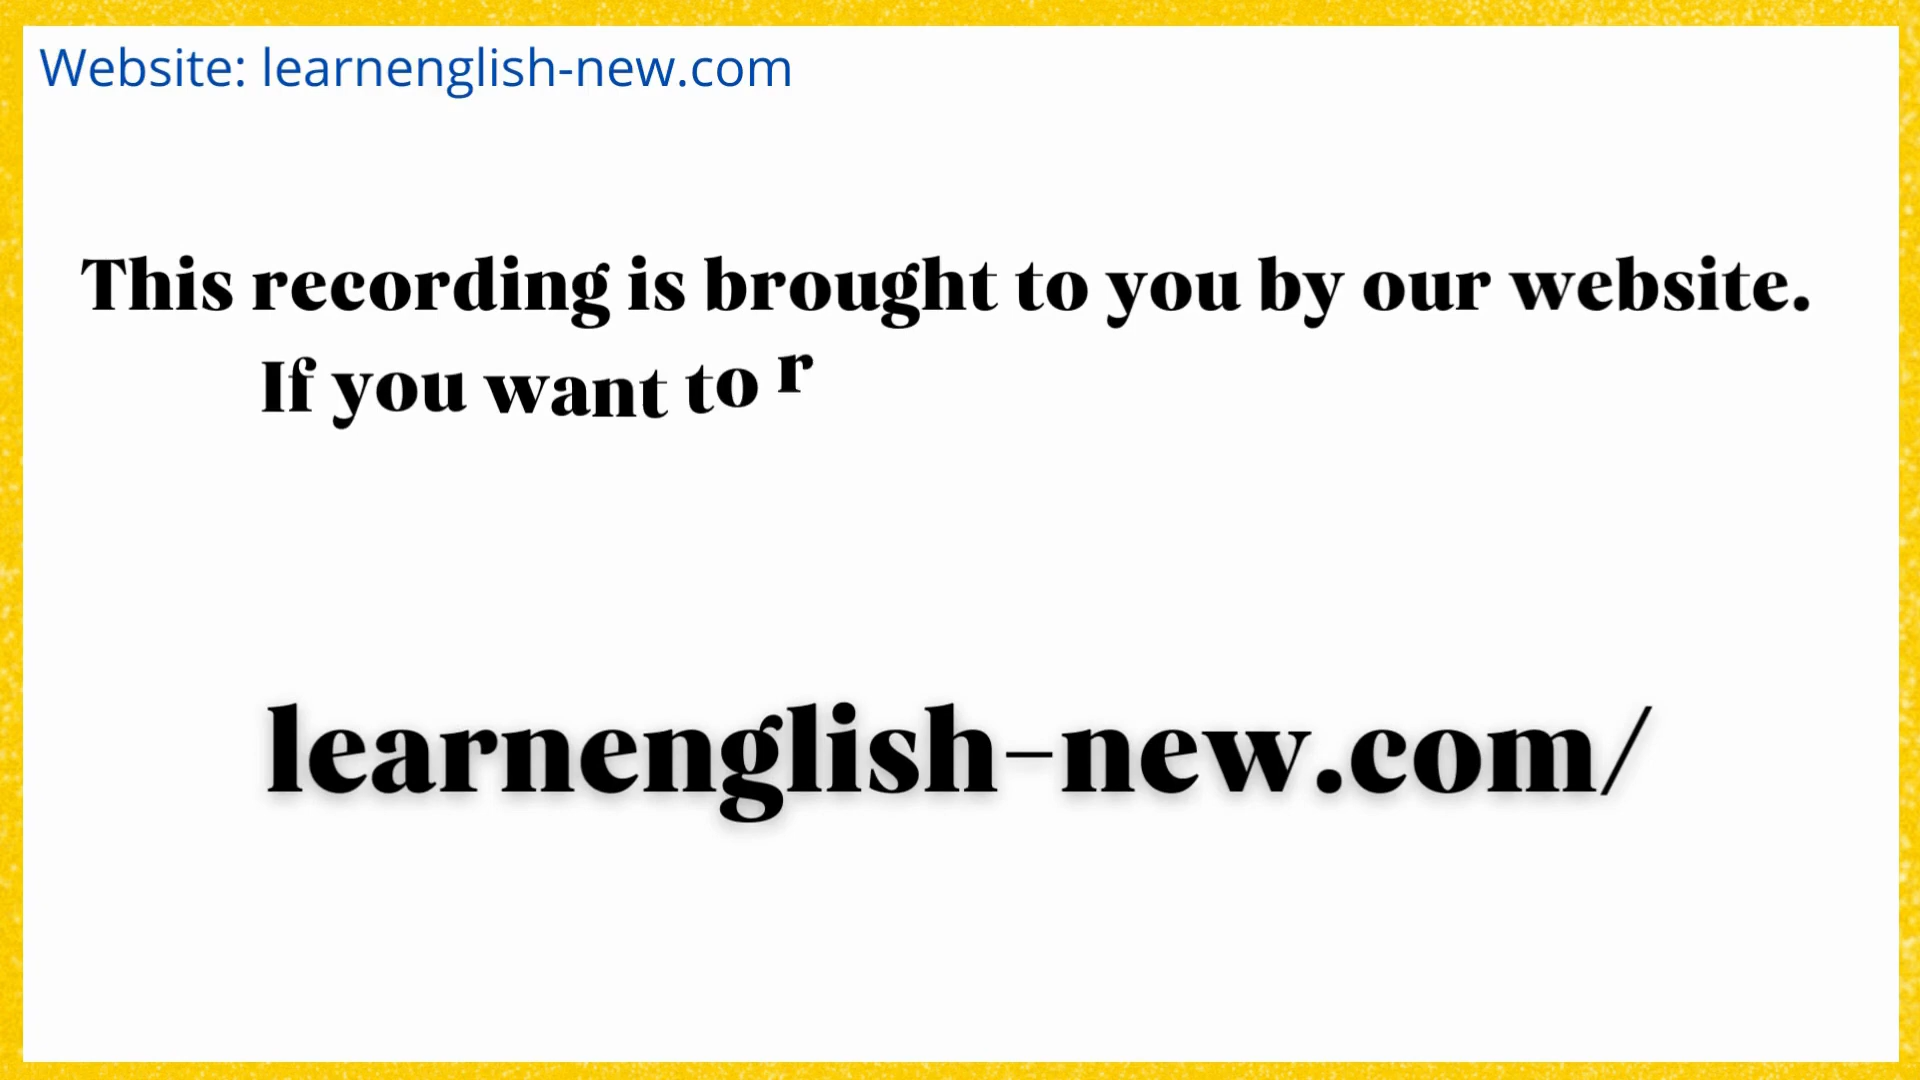 Website: learnenglish-new.com
This recording is brought to you by our website.
If you want to r
learnenglish-new.com/